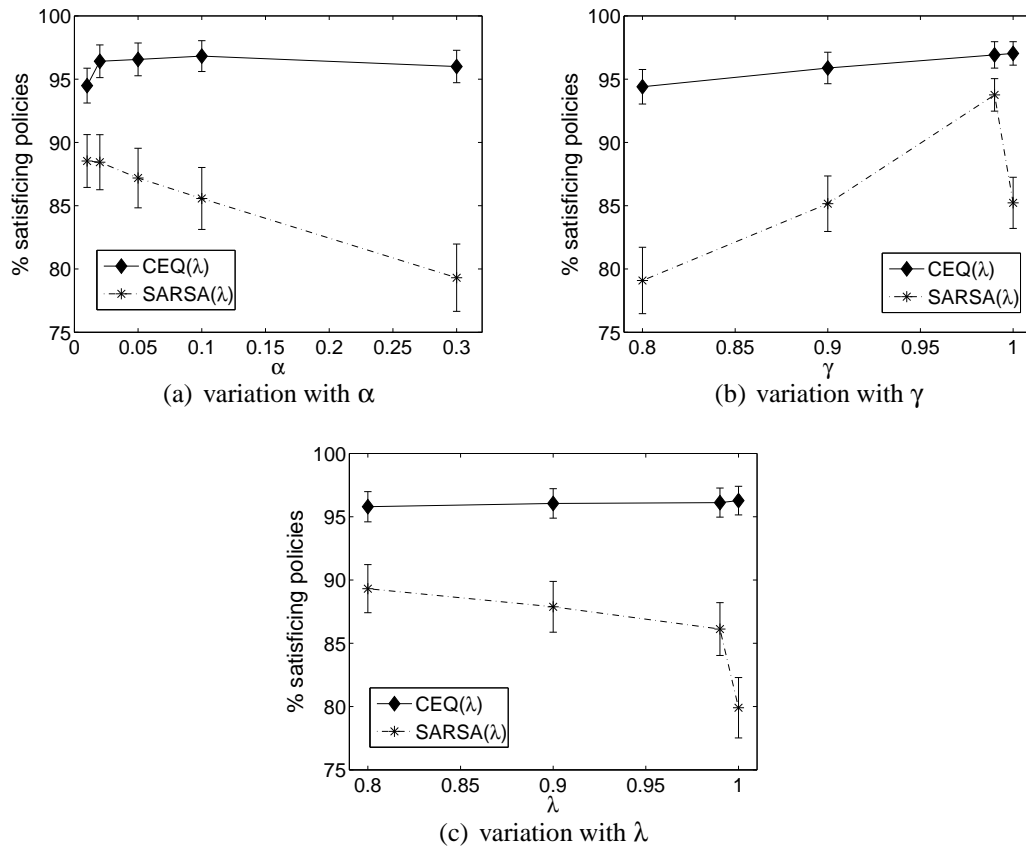 100
95
90
85
80
75
% satisficing policies
CEQ(λ)
SARSA(λ)
0 0.05 0.1 0.15 0.2 0.25 0.3
α
(a) variation with α
100
95
90
85
80
75
% satisficing policies
CEQ(λ)
SARSA(λ)
0.8 0.85 0.9 0.95 1
γ
(b) variation with γ
100
95
90
85
80
75
% satisficing policies
CEQ(λ)
SARSA(λ)
0.8 0.85 0.9 0.95 1
λ
(c) variation with λ